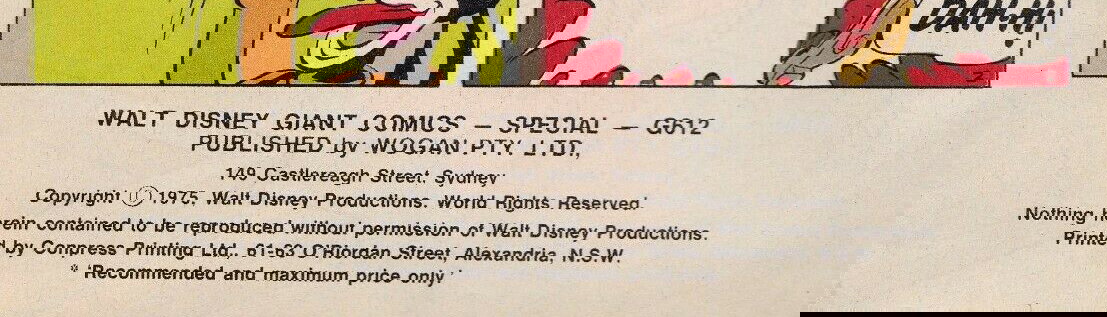 WALT DISNEY GIANT COMICS – SPECIAL – G612
PUBLISHED by WOGAN PTY. LTD.,
149 Castlereagh Street, Sydney
Copyright © 1975 Walt Disney Productions. World Rights Reserved.
Nothing herein contained to be reproduced without permission of Walt Disney Productions.
Printed by Conpress Printing Ltd., 61-63 O'Riordan Street, Alexandria, N.S.W.
* Recommended and maximum price only